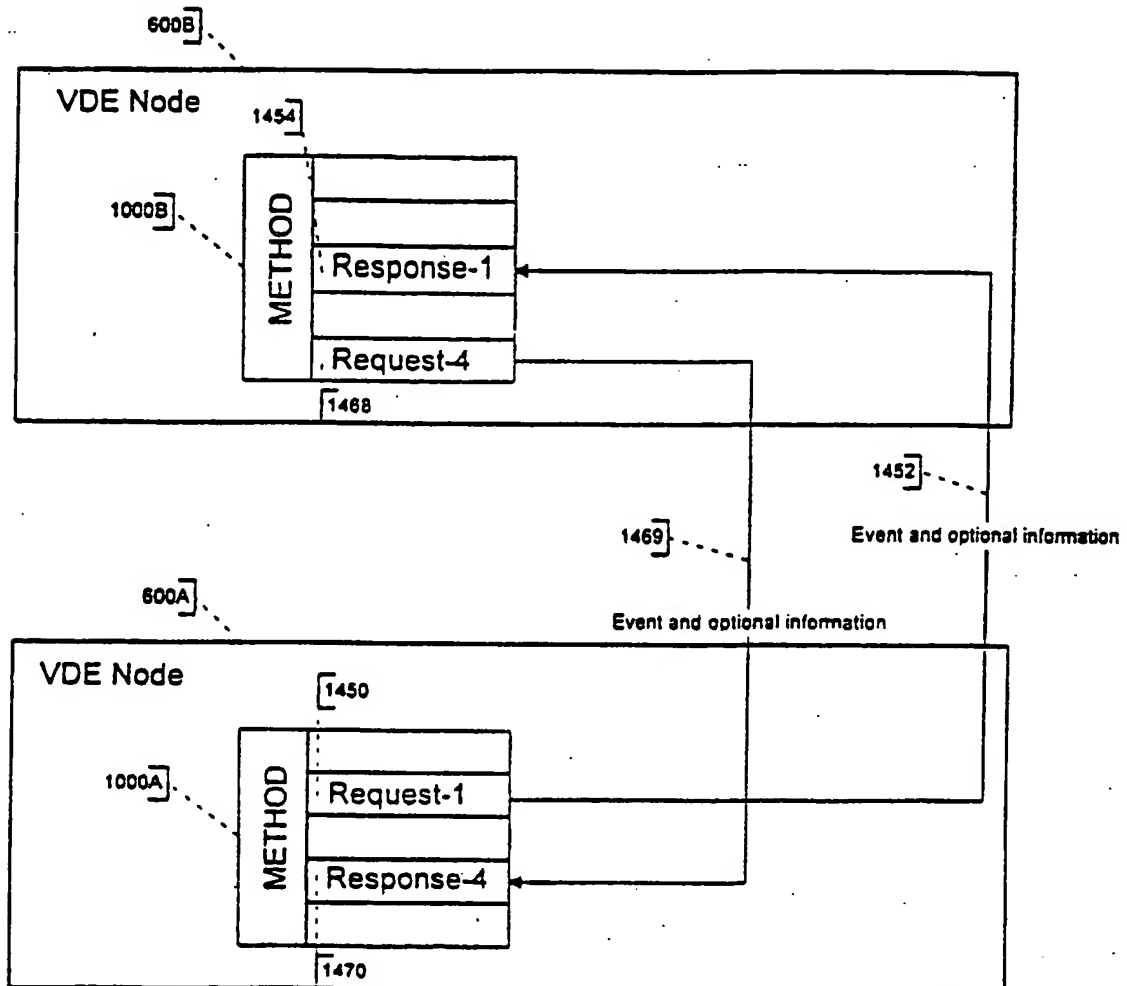 600B
VDE Node
1454
1000B
METHOD
Response-1
Request-4
1468
1452
1469
Event and optional information
600A
Event and optional information
VDE Node
1450
1000A
METHOD
Request-1
Response-4
1470